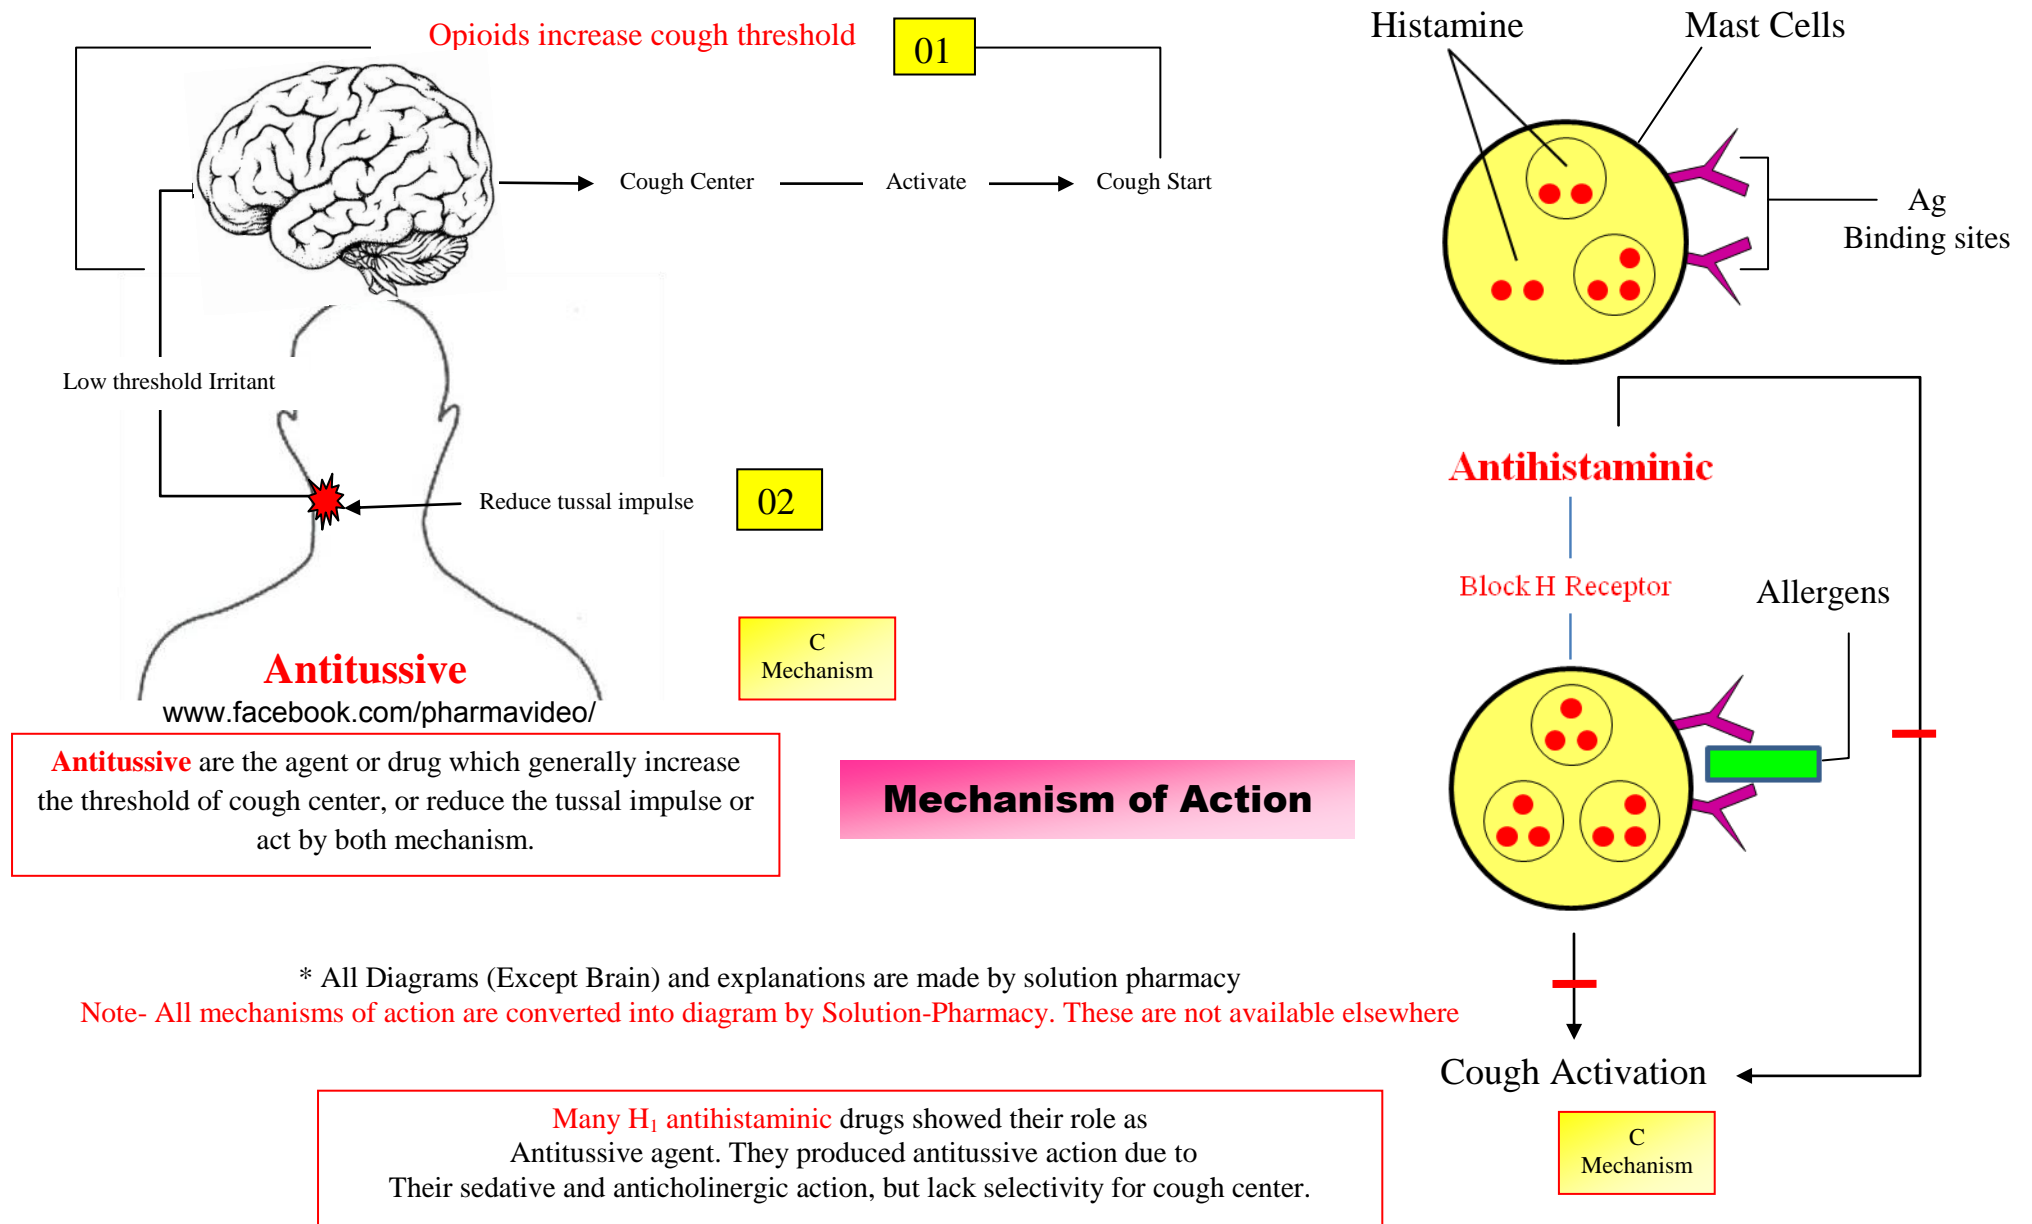 Opioids increase cough threshold
01
Cough Center
Activate
Cough Start
Low threshold Irritant
Reduce tussal impulse
02
C
Mechanism
Antitussive
www.facebook.com/pharmavideo/
Antitussive are the agent or drug which generally increase
the threshold of cough center, or reduce the tussal impulse or
act by both mechanism.
Mechanism of Action
Histamine
Mast Cells
Ag
Binding sites
Antihistaminic
Block H Receptor
Allergens
Cough Activation
C
Mechanism
* All Diagrams (Except Brain) and explanations are made by solution pharmacy
Note- All mechanisms of action are converted into diagram by Solution-Pharmacy. These are not available elsewhere
Many H₁ antihistaminic drugs showed their role as
Antitussive agent. They produced antitussive action due to
Their sedative and anticholinergic action, but lack selectivity for cough center.